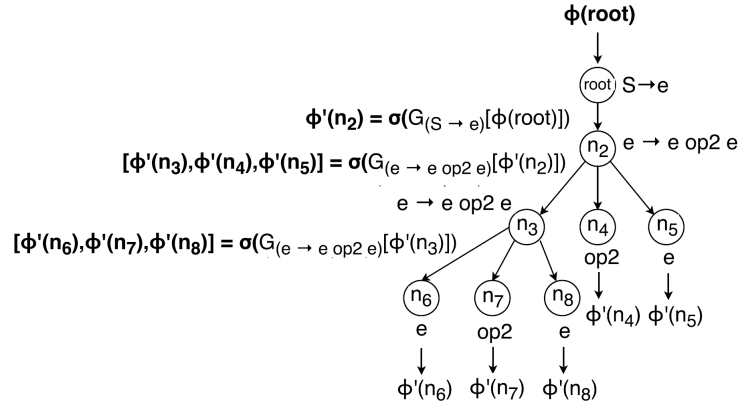 ϕ(root)
root S→e
ϕ'(n2) = σ(G(S → e)[ϕ(root)])
n2 e → e op2 e
[ϕ'(n3),ϕ'(n4),ϕ'(n5)] = σ(G(e → e op2 e)[ϕ'(n2)])
e → e op2 e
n3 n4 n5
[ϕ'(n6),ϕ'(n7),ϕ'(n8)] = σ(G(e → e op2 e)[ϕ'(n3)])
op2 e
n6 n7 n8
ϕ'(n4) ϕ'(n5)
e op2 e
ϕ'(n6) ϕ'(n7) ϕ'(n8)